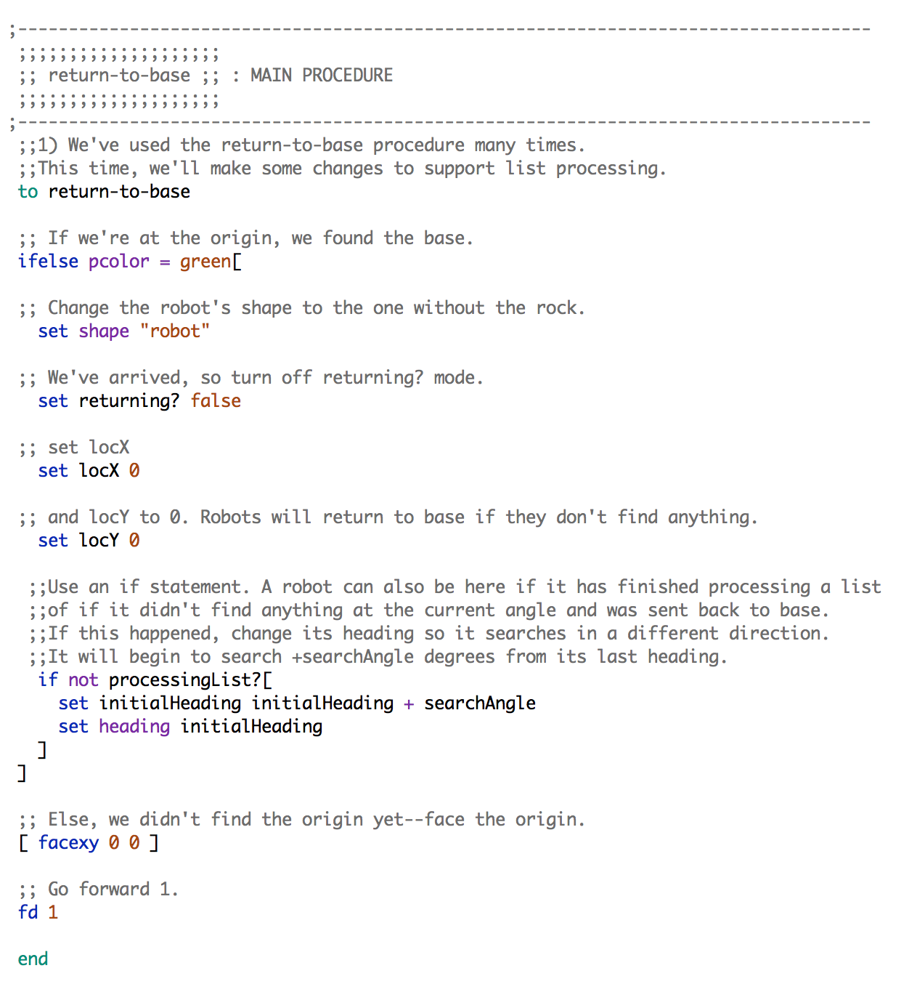 ;------------------------------------------------------------------------------------
;;;;;;;;;;;;;;;;;;;;
;; return-to-base ;; : MAIN PROCEDURE
;;;;;;;;;;;;;;;;;;;;
;------------------------------------------------------------------------------------
;;1) We've used the return-to-base procedure many times.
;;This time, we'll make some changes to support list processing.
to return-to-base
;; If we're at the origin, we found the base.
ifelse pcolor = green[
;; Change the robot's shape to the one without the rock.
set shape "robot"
;; We've arrived, so turn off returning? mode.
set returning? false
;; set locX
set locX 0
;; and locY to 0. Robots will return to base if they don't find anything.
set locY 0
;;Use an if statement. A robot can also be here if it has finished processing a list
;;of if it didn't find anything at the current angle and was sent back to base.
;;If this happened, change its heading so it searches in a different direction.
;;It will begin to search +searchAngle degrees from its last heading.
if not processingList?[
set initialHeading initialHeading + searchAngle
set heading initialHeading
]
]
;; Else, we didn't find the origin yet--face the origin.
[ facexy 0 0 ]
;; Go forward 1.
fd 1
end